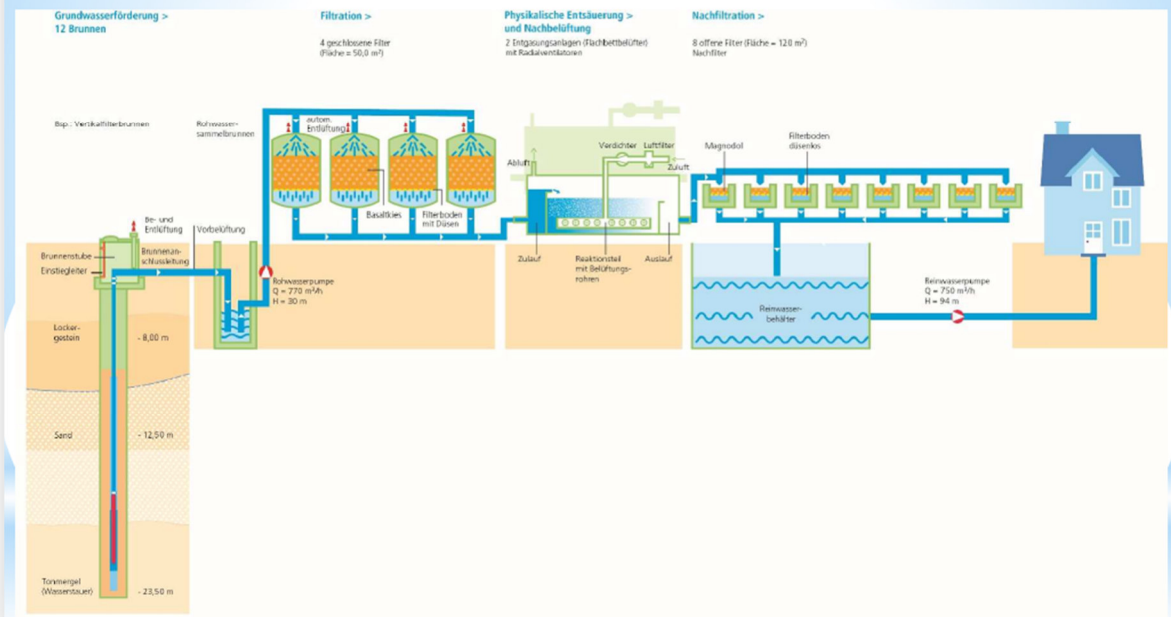 Grundwasserförderung >
12 Brunnen
Filtration >
4 geschlossene Filter
(Fläche = 50,0 m²)
Physikalische Entsäuerung >
und Nachbelüftung
2 Entgasungsanlagen (Flachbettbelüfter)
mit Radialventilatoren
Nachfiltration >
8 offene Filter (Fläche = 120 m²)
Nachfilter
Bsp.: Vertikalfilterbrunnen
Rohwasser-
sammelbrunnen
autom.
Entlüftung
Basaltkies
Filterboden
mit Düsen
Abluft
Verdichter
Luftfilter
Zuluft
Magnodol
Filterboden
düsenlos
Be- und
Entlüftung
Vorbelüftung
Brunnenstube
Einstiegleiter
Brunnenan-
schlussleitung
Rohwasserpumpe
Q = 770 m³/h
H = 30 m
Zulauf
Reaktionsteil
mit Belüftungs-
rohren
Auslauf
Reinwasser-
behälter
Reinwasserpumpe
Q = 750 m³/h
H = 94 m
Locker-
gestein
- 8,00 m
Sand
- 12,50 m
Tonmergel
(Wasserstauer)
- 23,50 m